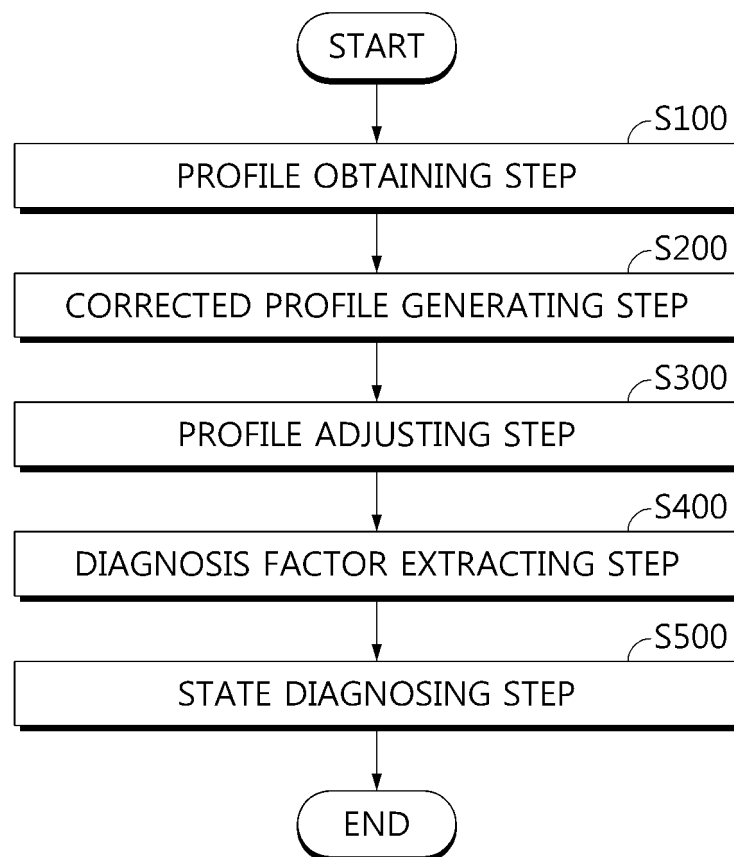 START
S100
PROFILE OBTAINING STEP
S200
CORRECTED PROFILE GENERATING STEP
S300
PROFILE ADJUSTING STEP
S400
DIAGNOSIS FACTOR EXTRACTING STEP
S500
STATE DIAGNOSING STEP
END